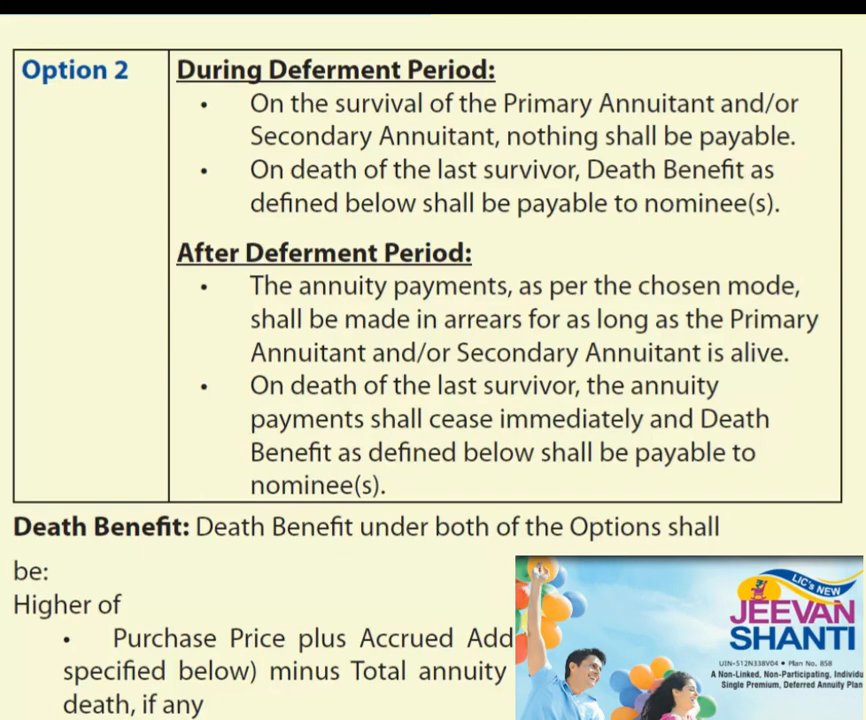 Option 2
During Deferment Period:
• On the survival of the Primary Annuitant and/or
Secondary Annuitant, nothing shall be payable.
• On death of the last survivor, Death Benefit as
defined below shall be payable to nominee(s).
After Deferment Period:
• The annuity payments, as per the chosen mode,
shall be made in arrears for as long as the Primary
Annuitant and/or Secondary Annuitant is alive.
• On death of the last survivor, the annuity
payments shall cease immediately and Death
Benefit as defined below shall be payable to
nominee(s).
Death Benefit: Death Benefit under both of the Options shall
be:
Higher of
• Purchase Price plus Accrued Add
specified below) minus Total annuity
death, if any
LIC's NEW
JEEVAN
SHANTI
UIN-512N338V04 • Plan No. 858
A Non-Linked, Non-Participating, Individu
Single Premium, Deferred Annuity Plan